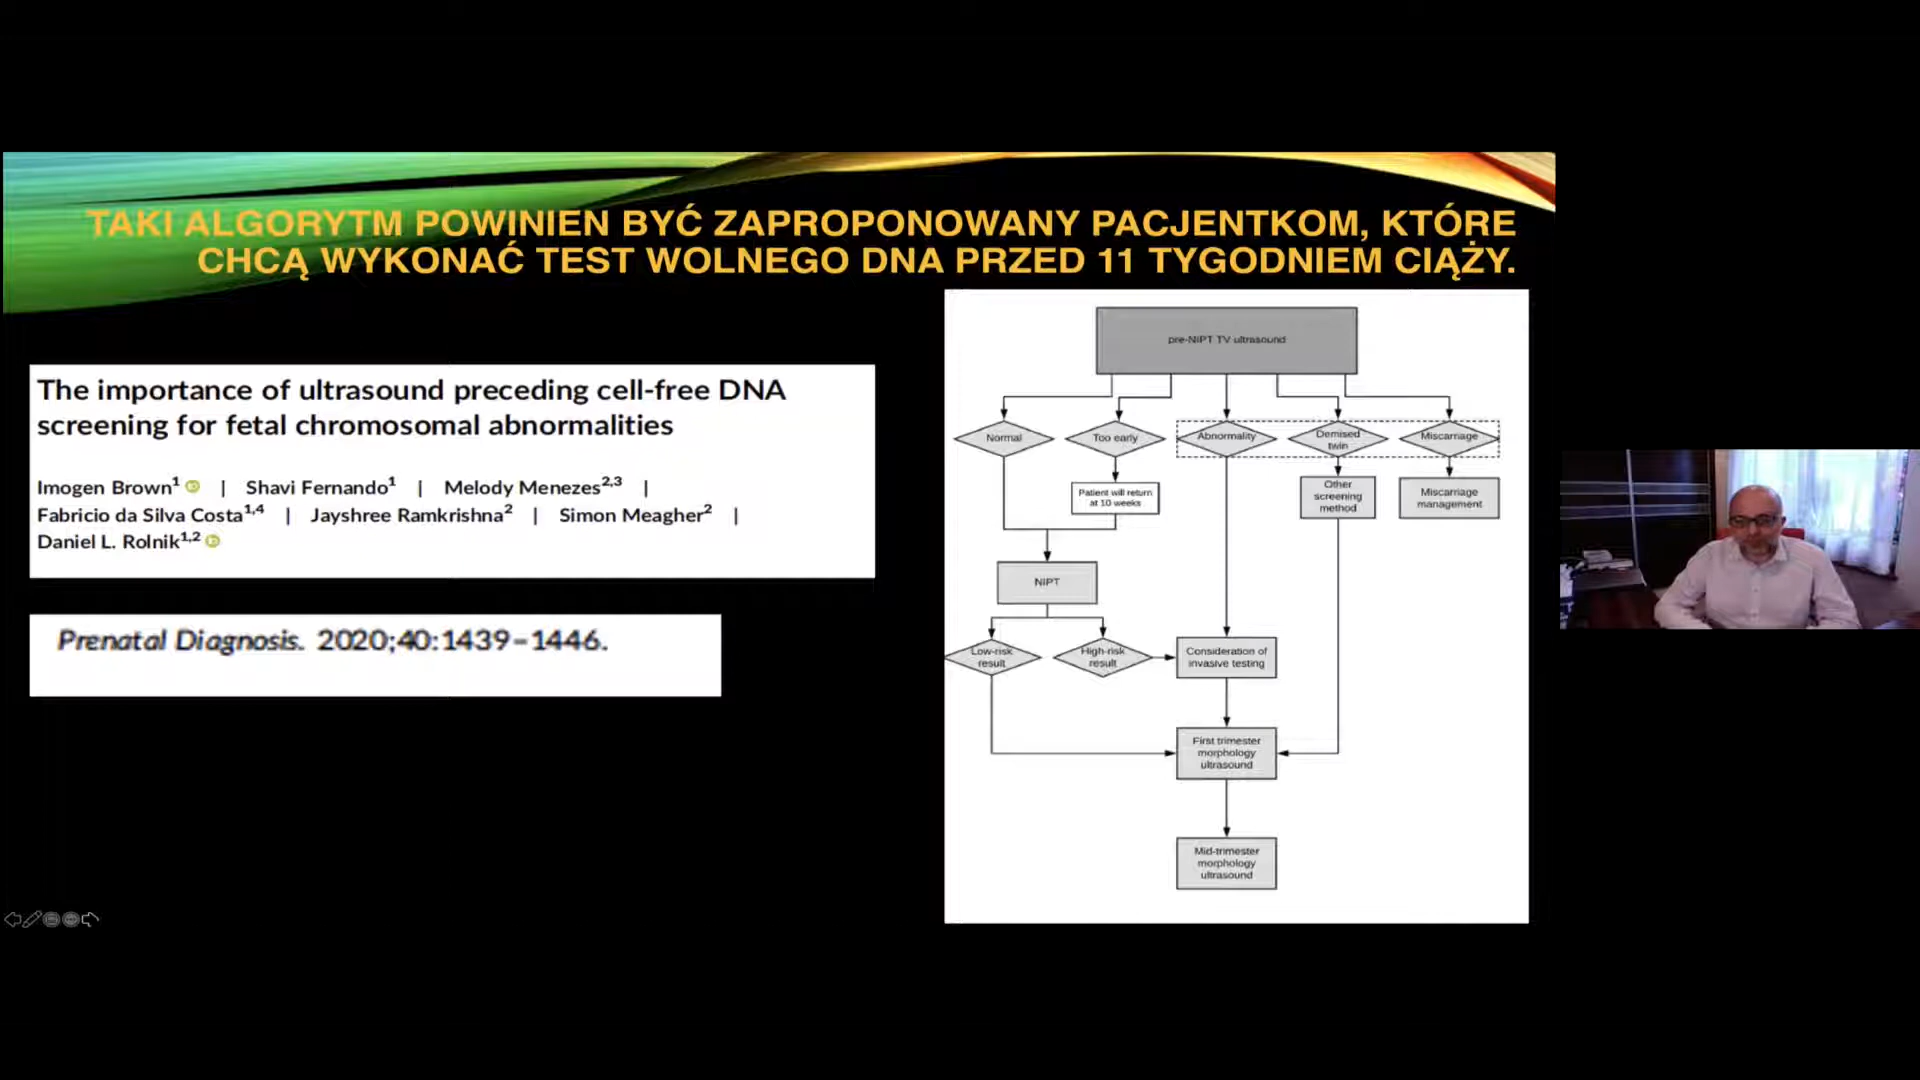 TAKI ALGORYTM POWINIEN BYĆ ZAPROPONOWANY PACJENTKOM, KTÓRE
CHCĄ WYKONAĆ TEST WOLNEGO DNA PRZED 11 TYGODNIEM CIĄŻY.
The importance of ultrasound preceding cell-free DNA
screening for fetal chromosomal abnormalities
Imogen Brown1 | Shavi Fernando1 | Melody Menezes2,3 |
Fabricio da Silva Costa1,4 | Jayshree Ramkrishna2 | Simon Meagher2 |
Daniel L. Rolnik1,2
Prenatal Diagnosis. 2020;40:1439–1446.
pre-NIPT TV ultrasound
Normal
Too early
Abnormality
Demised
twin
Miscarriage
Patient will return
at 10 weeks
Other
screening
method
Miscarriage
management
NIPT
Low-risk
result
High-risk
result
Consideration of
invasive testing
First trimester
morphology
ultrasound
Mid-trimester
morphology
ultrasound